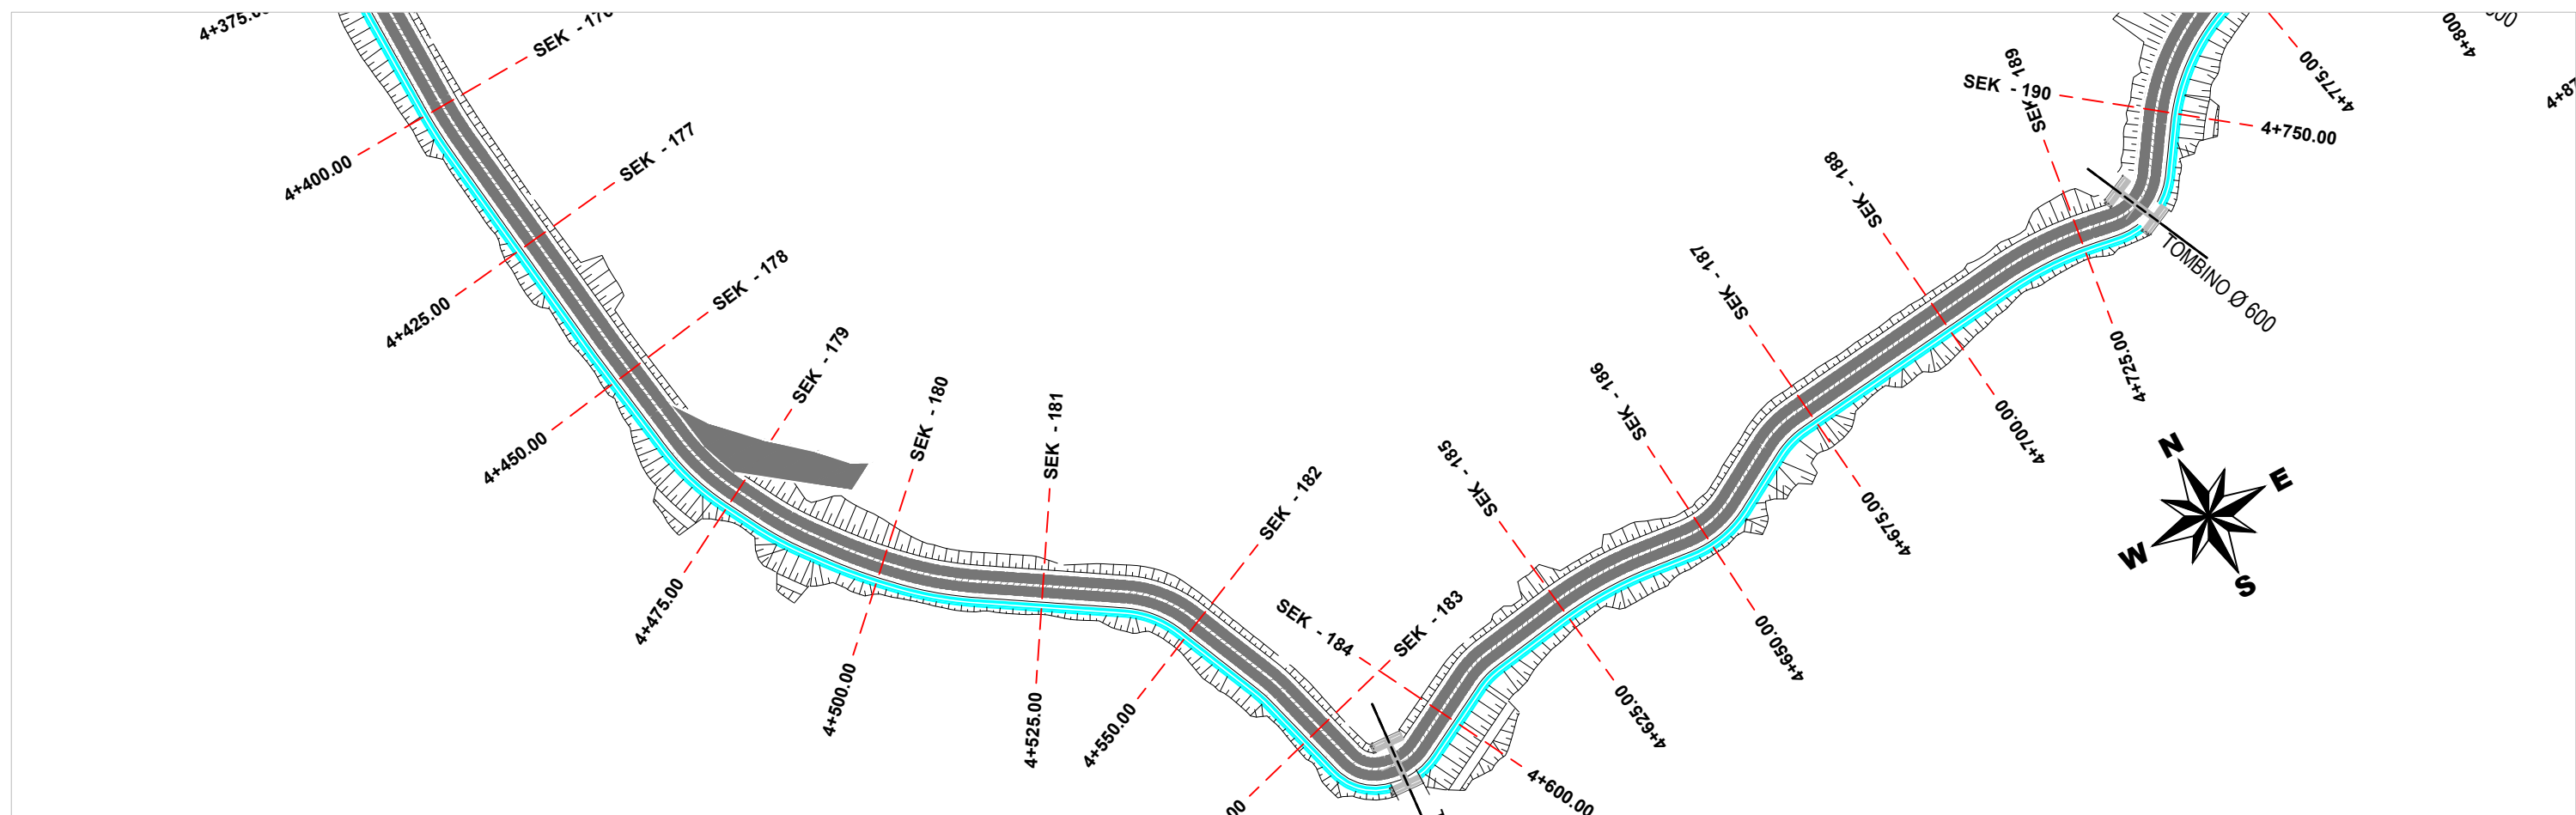 SEK - 176
4+400.00
SEK - 177
4+425.00
SEK - 178
4+450.00
SEK - 179
4+475.00
SEK - 180
4+500.00
SEK - 181
4+525.00
SEK - 182
4+550.00
SEK - 183
SEK - 184
4+600.00
SEK - 185
4+625.00
SEK - 186
4+650.00
SEK - 187
4+675.00
SEK - 188
4+700.00
SEK - 189
4+725.00
SEK - 190
4+750.00
4+775.00
TOMBINO Ø 600
N
E
W
S